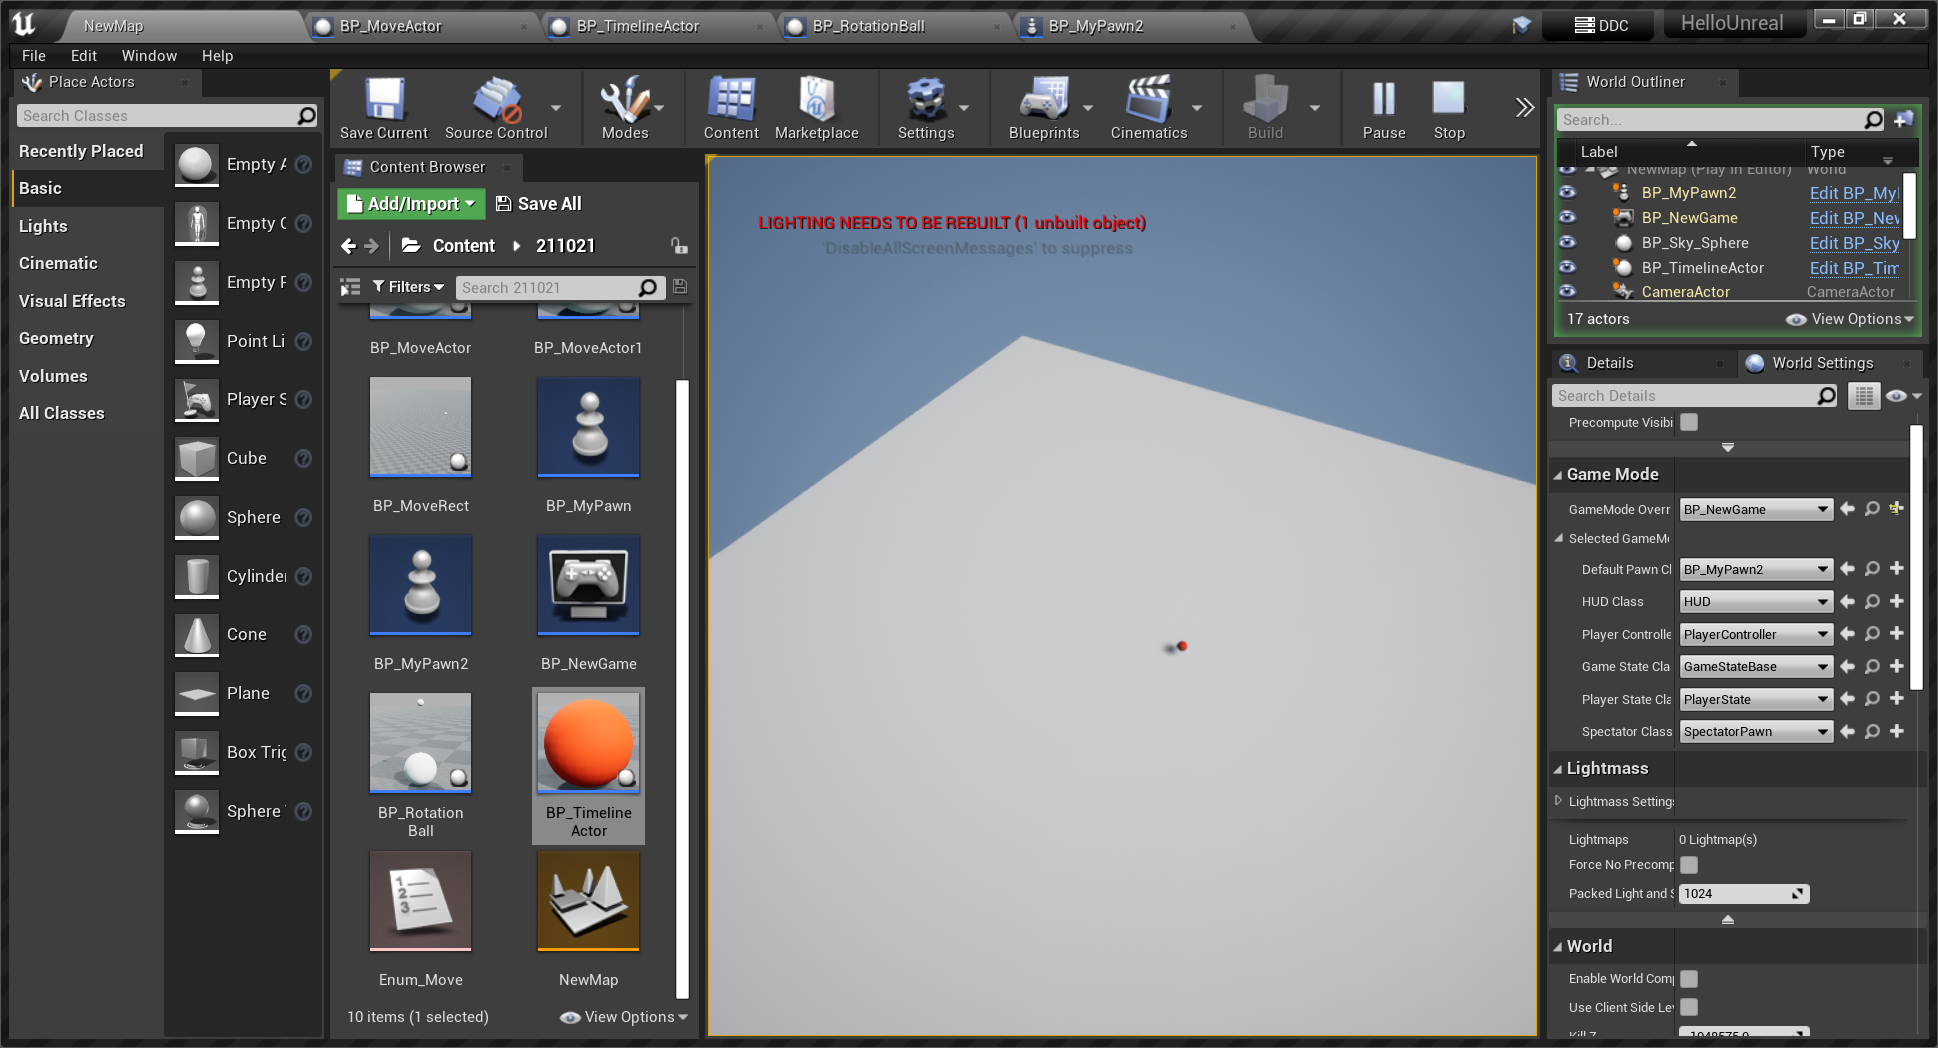 NewMap
BP_MoveActor
BP_TimelineActor
BP_RotationBall
BP_MyPawn2
DDC
HelloUnreal
File
Edit
Window
Help
Place Actors
Search Classes
Recently Placed
Basic
Lights
Cinematic
Visual Effects
Geometry
Volumes
All Classes
Empty A
Empty C
Empty P
Point Li
Player S
Cube
Sphere
Cylinder
Cone
Plane
Box Trig
Sphere
Save Current
Source Control
Modes
Content
Marketplace
Settings
Blueprints
Cinematics
Build
Pause
Stop
Content Browser
Add/Import
Save All
Content
211021
Filters
Search 211021
BP_MoveActor
BP_MoveActor1
BP_MoveRect
BP_MyPawn
BP_MyPawn2
BP_NewGame
BP_Rotation
Ball
BP_Timeline
Actor
Enum_Move
NewMap
10 items (1 selected)
View Options
LIGHTING NEEDS TO BE REBUILT (1 unbuilt object)
'DisableAllScreenMessages' to suppress
World Outliner
Search...
Label
Type
NewMap (Play In Editor)
World
BP_MyPawn2
Edit BP_My
BP_NewGame
Edit BP_Nev
BP_Sky_Sphere
Edit BP_Sky
BP_TimelineActor
Edit BP_Tim
CameraActor
CameraActor
17 actors
View Options
Details
World Settings
Search Details
Precompute Visibi
Game Mode
GameMode Overr
BP_NewGame
Selected GameM
Default Pawn Cl
BP_MyPawn2
HUD Class
HUD
Player Controlle
PlayerController
Game State Cla
GameStateBase
Player State Cla
PlayerState
Spectator Class
SpectatorPawn
Lightmass
Lightmass Settings
Lightmaps
0 Lightmap(s)
Force No Precomp
Packed Light and S
1024
World
Enable World Comp
Use Client Side Lev
Kill Z
-1048575.0